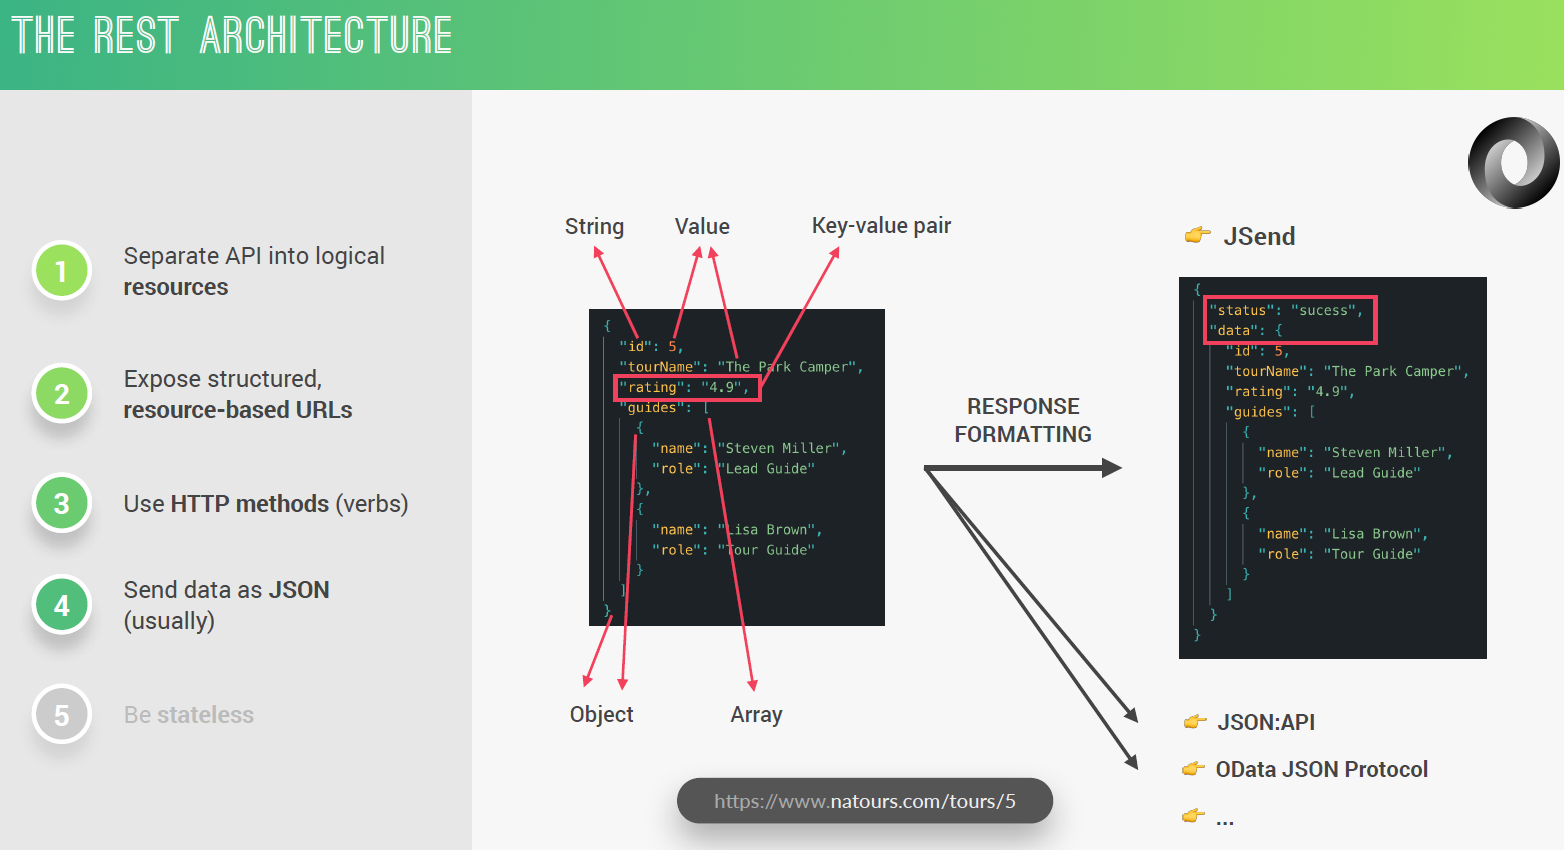 THE REST ARCHITECTURE
1
Separate API into logical
resources
2
Expose structured,
resource-based URLs
3
Use HTTP methods (verbs)
4
Send data as JSON
(usually)
5
Be stateless
String
Value
Key-value pair
{
"id": 5,
"tourName": "The Park Camper",
"rating": "4.9",
"guides": [
{
"name": "Steven Miller",
"role": "Lead Guide"
},
{
"name": "Lisa Brown",
"role": "Tour Guide"
}
]
}
Object
Array
https://www.natours.com/tours/5
RESPONSE
FORMATTING
JSend
{
"status": "sucess",
"data": {
"id": 5,
"tourName": "The Park Camper",
"rating": "4.9",
"guides": [
{
"name": "Steven Miller",
"role": "Lead Guide"
},
{
"name": "Lisa Brown",
"role": "Tour Guide"
}
]
}
}
JSON:API
OData JSON Protocol
...